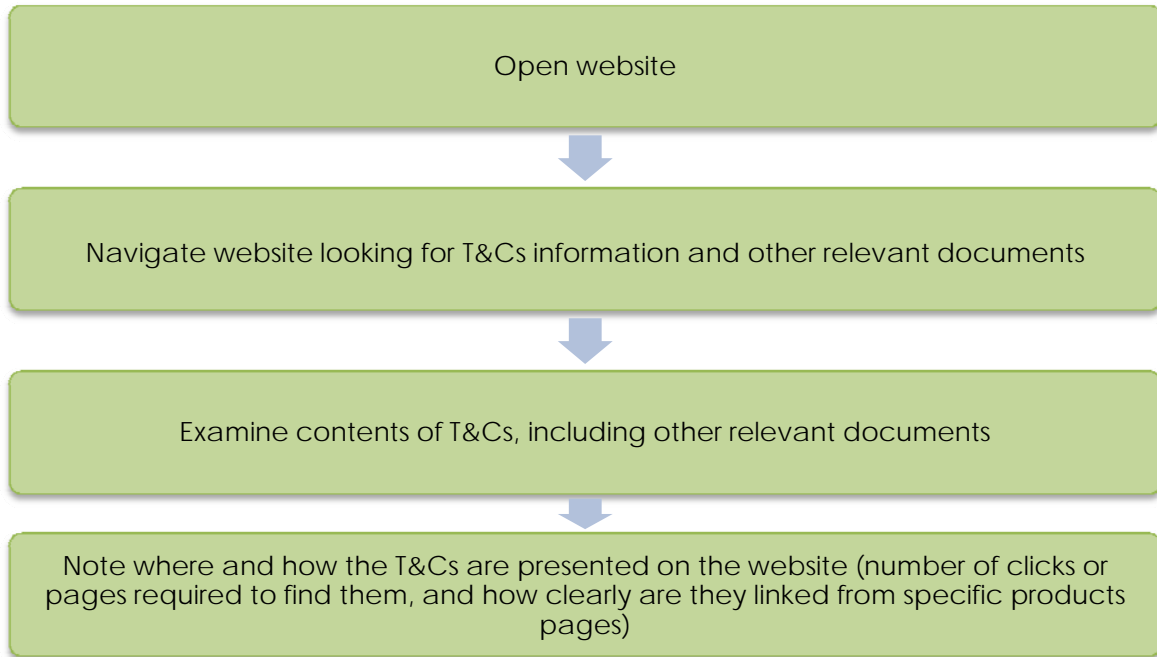 Open website
Navigate website looking for T&Cs information and other relevant documents
Examine contents of T&Cs, including other relevant documents
Note where and how the T&Cs are presented on the website (number of clicks or
pages required to find them, and how clearly are they linked from specific products
pages)